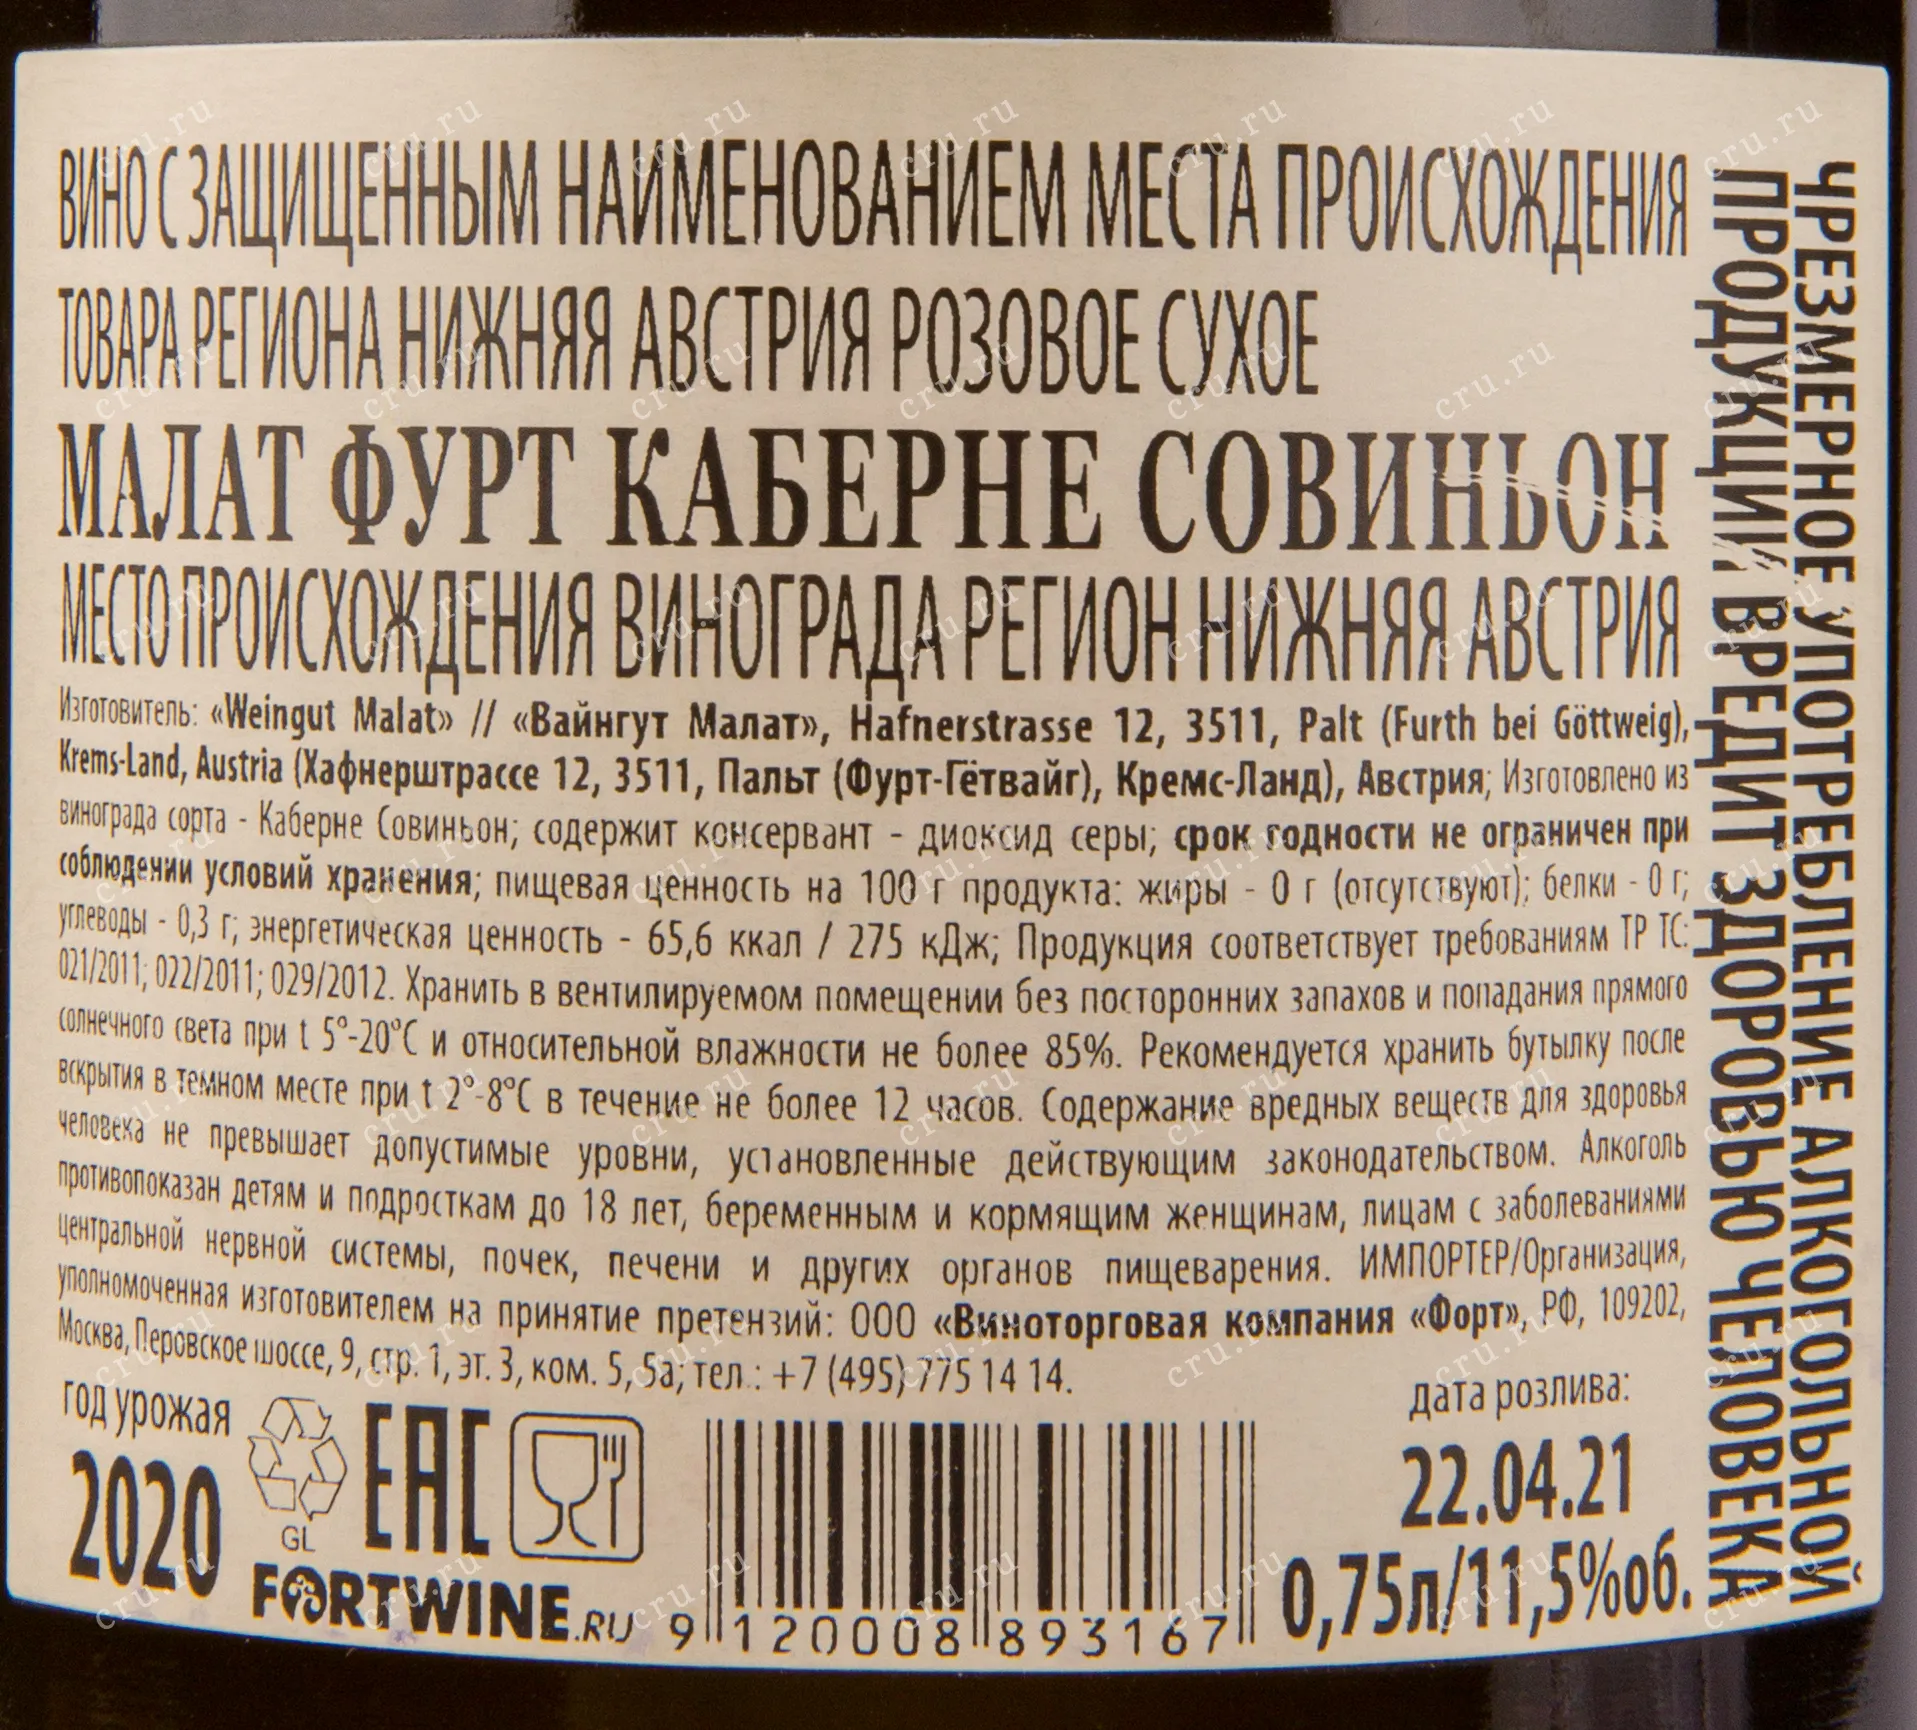 ВИНО С ЗАЩИЩЕННЫМ НАИМЕНОВАНИЕМ МЕСТА ПРОИСХОЖДЕНИЯ
ТОВАРА РЕГИОНА НИЖНЯЯ АВСТРИЯ РОЗОВОЕ СУХОЕ
МАЛАТ ФУРТ КАБЕРНЕ СОВИНЬОН
МЕСТО ПРОИСХОЖДЕНИЯ ВИНОГРАДА РЕГИОН НИЖНЯЯ АВСТРИЯ
Изготовитель: «Weingut Malat» // «Вайнгут Малат», Hafnerstrasse 12, 3511, Palt (Furth bei Göttweig),
Krems-Land, Austria (Хафнерштрассе 12, 3511, Пальт (Фурт-Гётвайг), Кремс-Ланд), Австрия; Изготовлено из
винограда сорта - Каберне Совиньон; содержит консервант - диоксид серы; срок годности не ограничен при
соблюдении условий хранения; пищевая ценность на 100 г продукта: жиры - 0 г (отсутствуют); белки - 0 г;
углеводы - 0,3 г; энергетическая ценность - 65,6 ккал / 275 кДж; Продукция соответствует требованиям ТР ТС:
021/2011; 022/2011; 029/2012. Хранить в вентилируемом помещении без посторонних запахов и попадания прямого
солнечного света при t 5°-20°C и относительной влажности не более 85%. Рекомендуется хранить бутылку после
вскрытия в темном месте при t 2°-8°C в течение не более 12 часов. Содержание вредных веществ для здоровья
человека не превышает допустимые уровни, установленные действующим законодательством. Алкоголь
противопоказан детям и подросткам до 18 лет, беременным и кормящим женщинам, лицам с заболеваниями
центральной нервной системы, почек, печени и других органов пищеварения. ИМПОРТЕР/Организация,
уполномоченная изготовителем на принятие претензий: ООО «Виноторговая компания «Форт», РФ, 109202,
Москва, Перовское шоссе, 9, стр. 1, эт. 3, ком. 5, 5а; тел.: +7 (495) 775 14 14.
год урожая
2020
GL
EAC
FORTWINE.RU
9 120008 893167
дата розлива:
22.04.21
0,75л/11,5%об.
ЧРЕЗМЕРНОЕ УПОТРЕБЛЕНИЕ АЛКОГОЛЬНОЙ
ПРОДУКЦИИ ВРЕДИТ ЗДОРОВЬЮ ЧЕЛОВЕКА
cru.ru